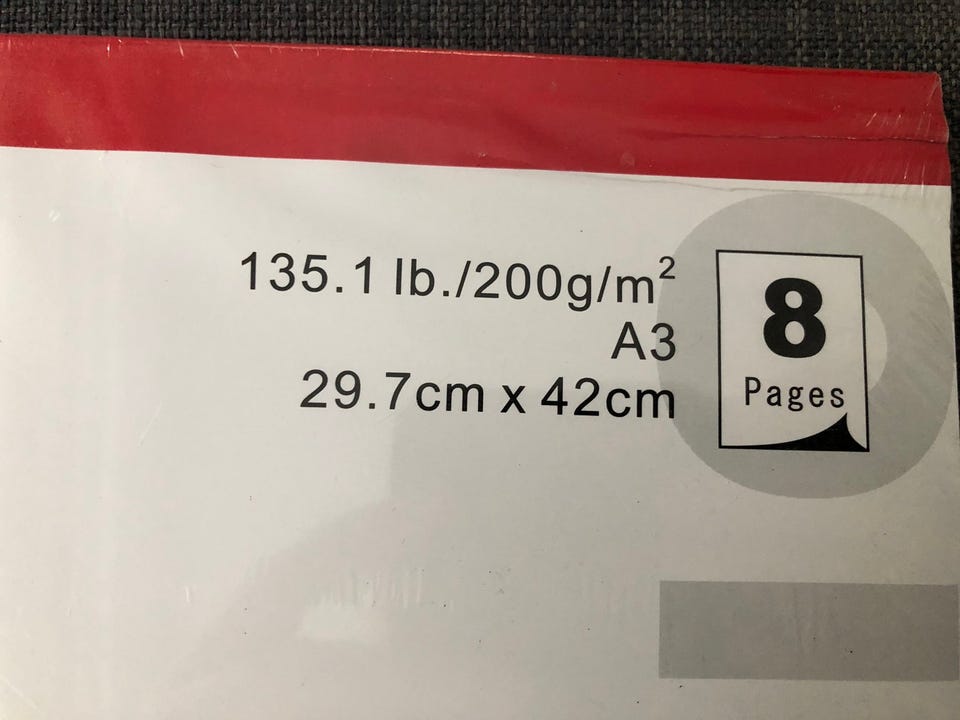 135.1 lb./200g/m²
A3
29.7cm x 42cm
8
Pages